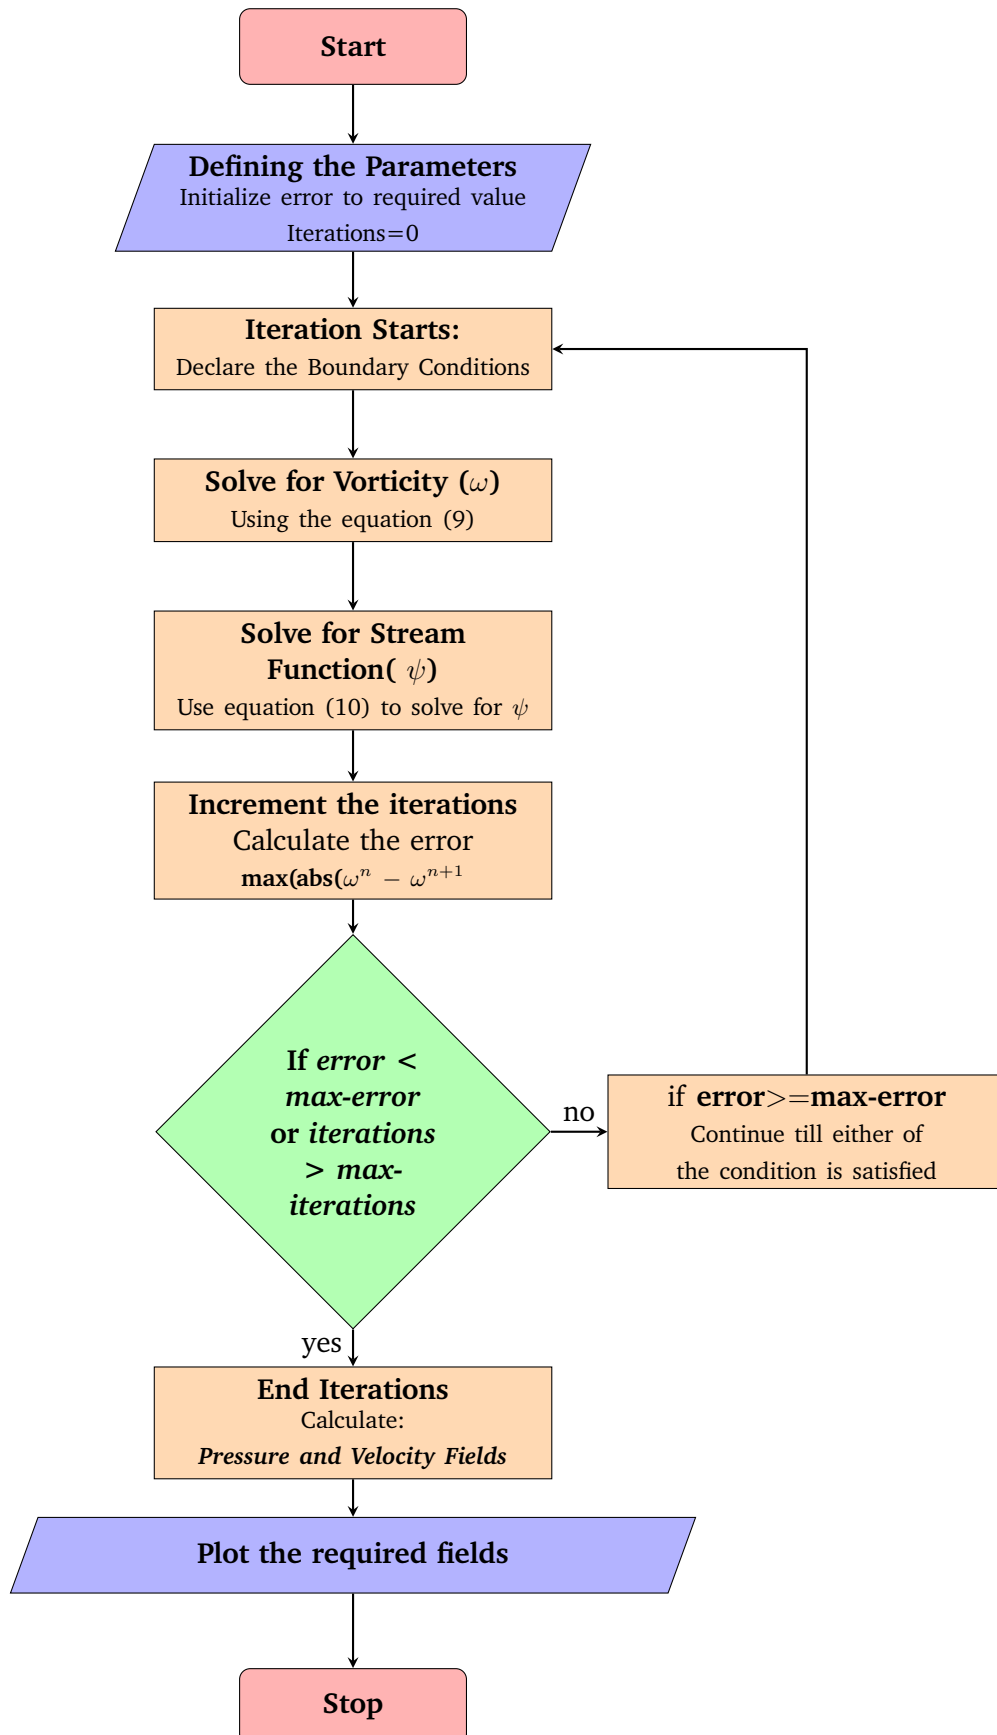 Start
Defining the Parameters
Initialize error to required value
Iterations=0
Iteration Starts:
Declare the Boundary Conditions
Solve for Vorticity (ω)
Using the equation (9)
Solve for Stream
Function( ψ)
Use equation (10) to solve for ψ
Increment the iterations
Calculate the error
max(abs(ωⁿ − ωⁿ⁺¹
If error <
max-error
or iterations
> max-
iterations
no
if error>=max-error
Continue till either of
the condition is satisfied
yes
End Iterations
Calculate:
Pressure and Velocity Fields
Plot the required fields
Stop